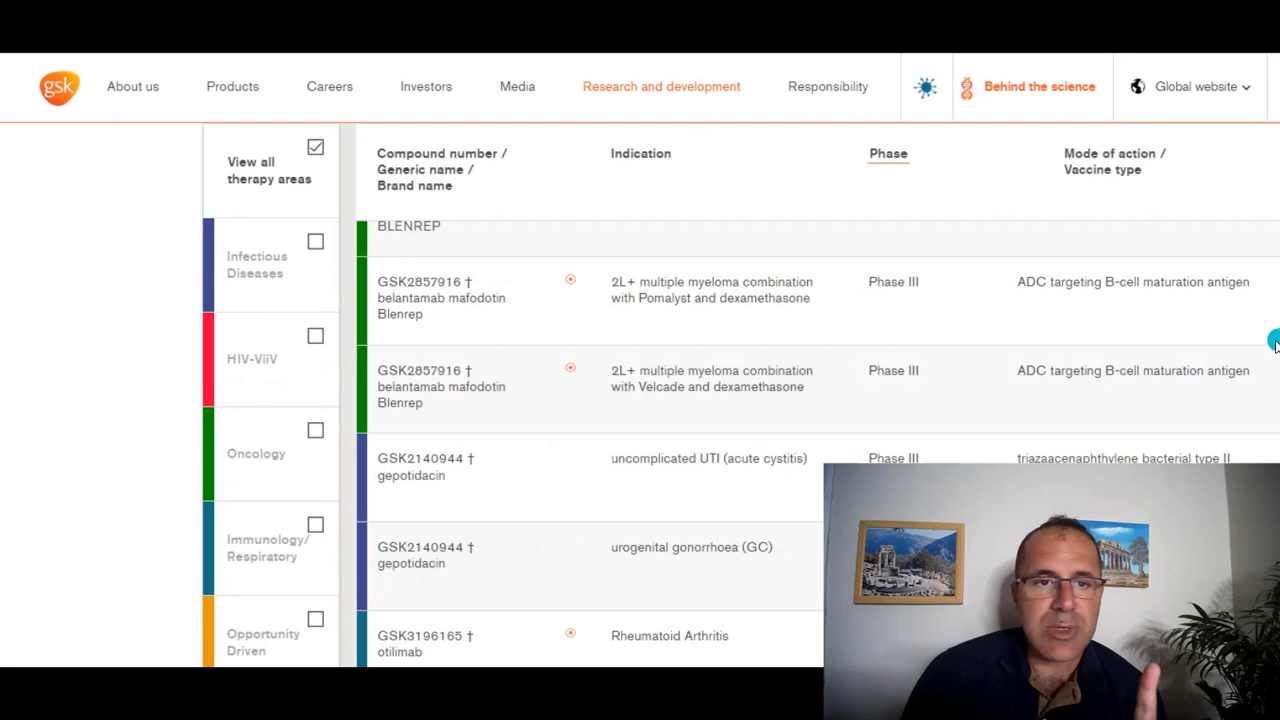 gsk
About us
Products
Careers
Investors
Media
Research and development
Responsibility
Behind the science
Global website
View all
therapy areas
Infectious
Diseases
HIV-ViiV
Oncology
Immunology/
Respiratory
Opportunity
Driven
Compound number /
Generic name /
Brand name
Indication
Phase
Mode of action /
Vaccine type
BLENREP
GSK2857916 †
belantamab mafodotin
Blenrep
2L+ multiple myeloma combination
with Pomalyst and dexamethasone
Phase III
ADC targeting B-cell maturation antigen
GSK2857916 †
belantamab mafodotin
Blenrep
2L+ multiple myeloma combination
with Velcade and dexamethasone
Phase III
ADC targeting B-cell maturation antigen
GSK2140944 †
gepotidacin
uncomplicated UTI (acute cystitis)
Phase III
triazaacenaphthylene bacterial type II
GSK2140944 †
gepotidacin
urogenital gonorrhoea (GC)
GSK3196165 †
otilimab
Rheumatoid Arthritis